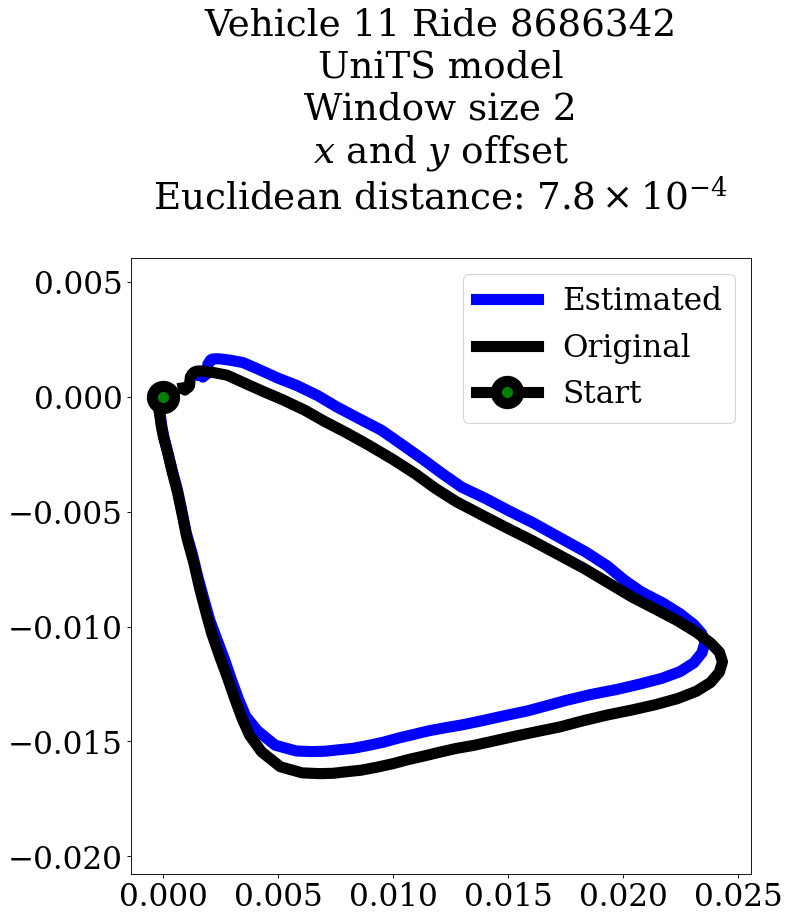 Vehicle 11 Ride 8686342
UniTS model
Window size 2
x and y offset
Euclidean distance: 7.8 × 10⁻⁴
Estimated
Original
Start
0.005
0.000
−0.005
−0.010
−0.015
−0.020
0.000 0.005 0.010 0.015 0.020 0.025